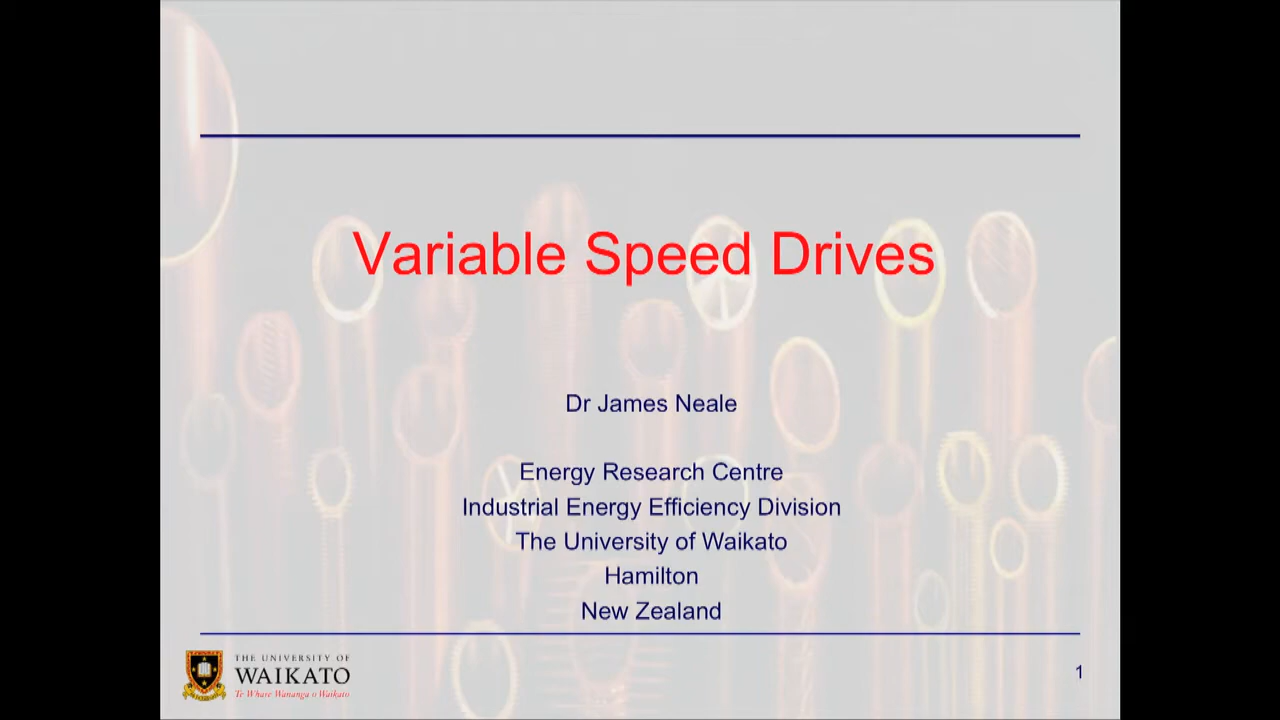 Variable Speed Drives
Dr James Neale
Energy Research Centre
Industrial Energy Efficiency Division
The University of Waikato
Hamilton
New Zealand
THE UNIVERSITY OF
WAIKATO
Te Whare Wananga o Waikato
1